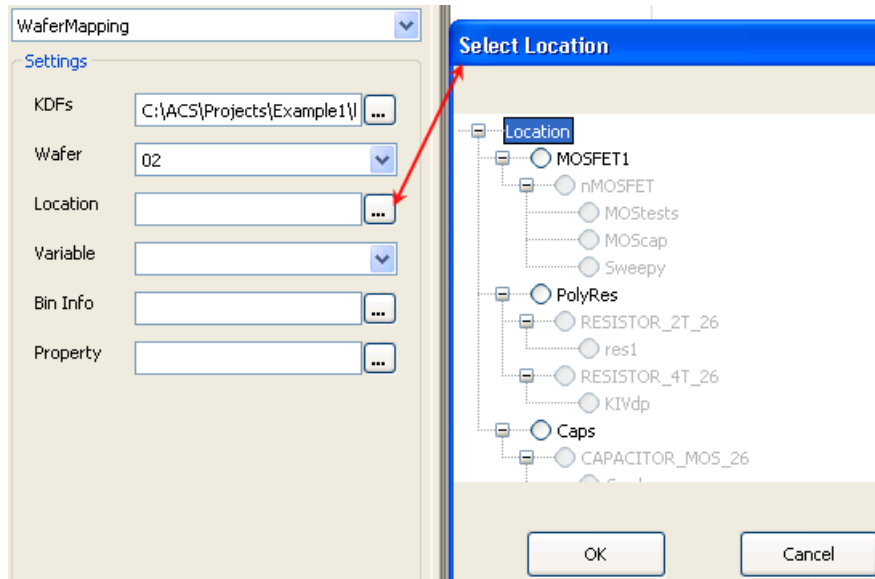 WaferMapping
Settings
KDFs
C:\ACS\Projects\Example1\
...
Wafer
02
Location
...
Variable
Bin Info
...
Property
...
Select Location
Location
MOSFET1
nMOSFET
MOStests
MOScap
Sweepy
PolyRes
RESISTOR_2T_26
res1
RESISTOR_4T_26
KIVdp
Caps
CAPACITOR_MOS_26
OK
Cancel